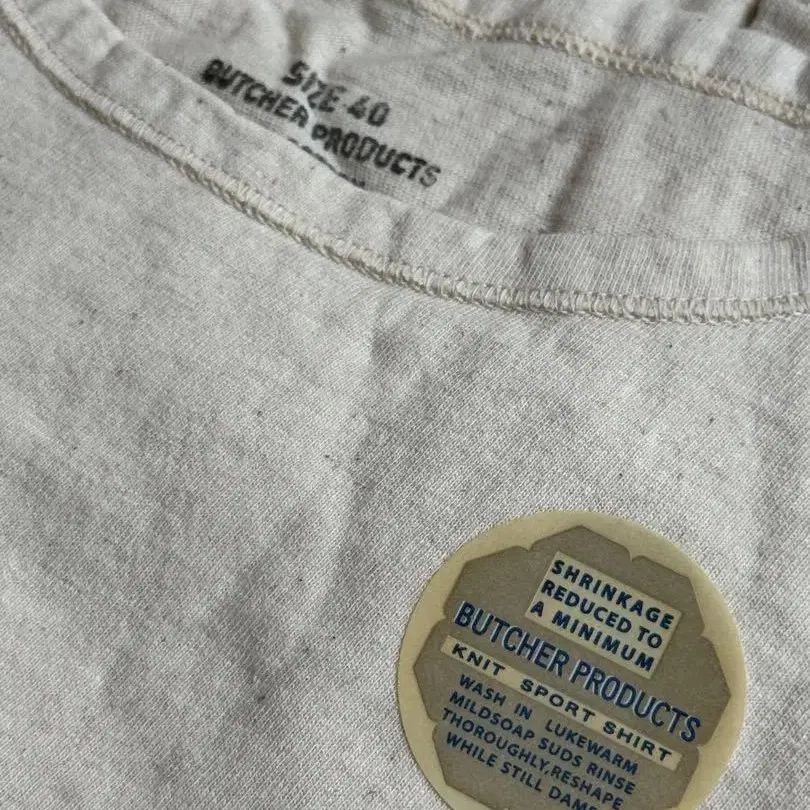 SIZE 40
BUTCHER PRODUCTS
SHRINKAGE
REDUCED TO
A MINIMUM
BUTCHER PRODUCTS
KNIT SPORT SHIRT
WASH IN LUKEWARM
MILDSOAP SUDS RINSE
THOROUGHLY,RESHAPE
WHILE STILL DAM